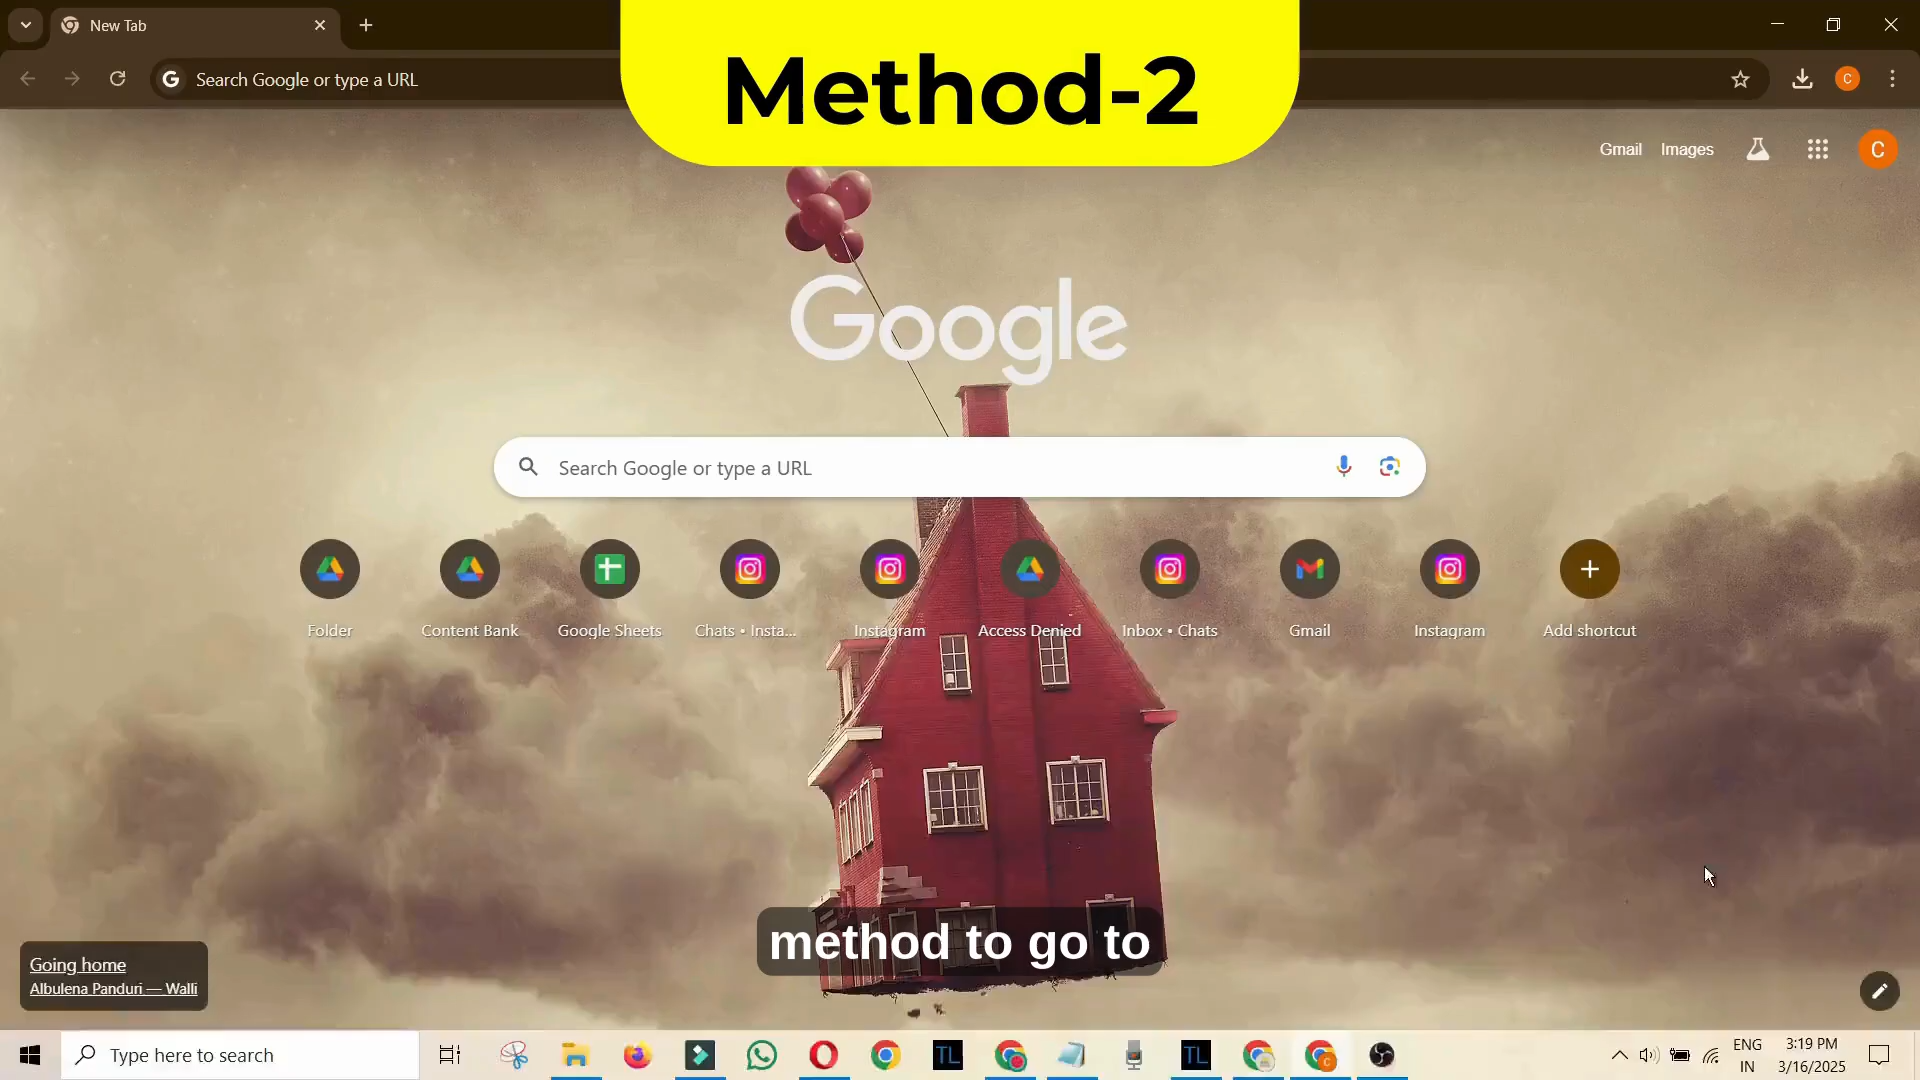 New Tab
Method-2
Search Google or type a URL
C
Gmail
Images
C
Google
Search Google or type a URL
Folder
Content Bank
Google Sheets
Chats • Insta...
Instagram
Access Denied
Inbox • Chats
Gmail
Instagram
Add shortcut
method to go to
Going home
Albulena Panduri — Walli
Type here to search
TL
TL
C
ENG
IN
3:19 PM
3/16/2025